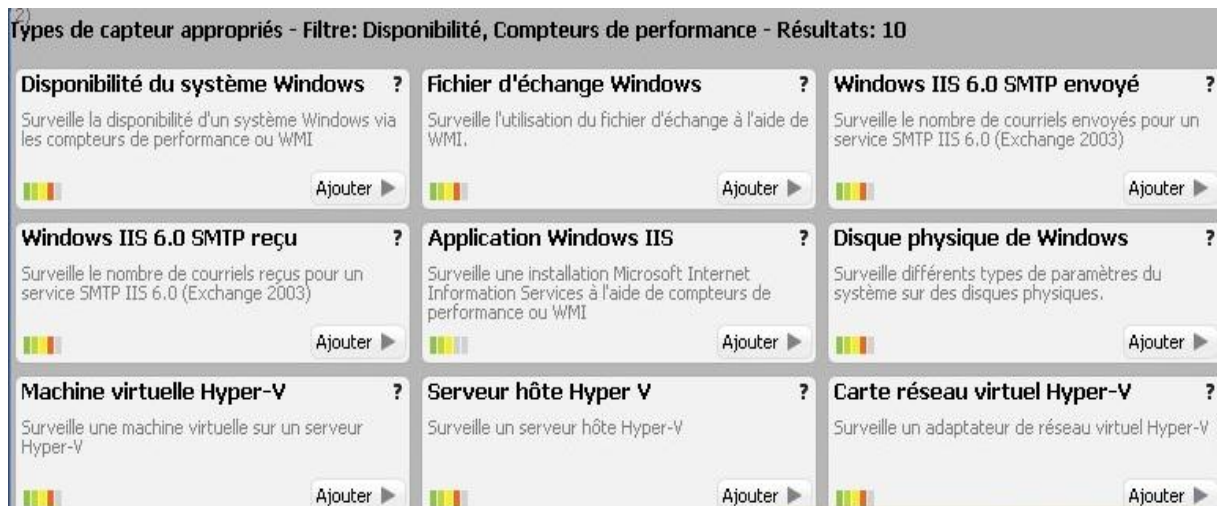 2)
Types de capteur appropriés - Filtre: Disponibilité, Compteurs de performance - Résultats: 10
Disponibilité du système Windows ?
Surveille la disponibilité d'un système Windows via
les compteurs de performance ou WMI
Ajouter
Fichier d'échange Windows ?
Surveille l'utilisation du fichier d'échange à l'aide de
WMI.
Ajouter
Windows IIS 6.0 SMTP envoyé ?
Surveille le nombre de courriels envoyés pour un
service SMTP IIS 6.0 (Exchange 2003)
Ajouter
Windows IIS 6.0 SMTP reçu ?
Surveille le nombre de courriels reçus pour un
service SMTP IIS 6.0 (Exchange 2003)
Ajouter
Application Windows IIS ?
Surveille une installation Microsoft Internet
Information Services à l'aide de compteurs de
performance ou WMI
Ajouter
Disque physique de Windows ?
Surveille différents types de paramètres du
système sur des disques physiques.
Ajouter
Machine virtuelle Hyper-V ?
Surveille une machine virtuelle sur un serveur
Hyper-V
Ajouter
Serveur hôte Hyper V ?
Surveille un serveur hôte Hyper-V
Ajouter
Carte réseau virtuel Hyper-V ?
Surveille un adaptateur de réseau virtuel Hyper-V
Ajouter